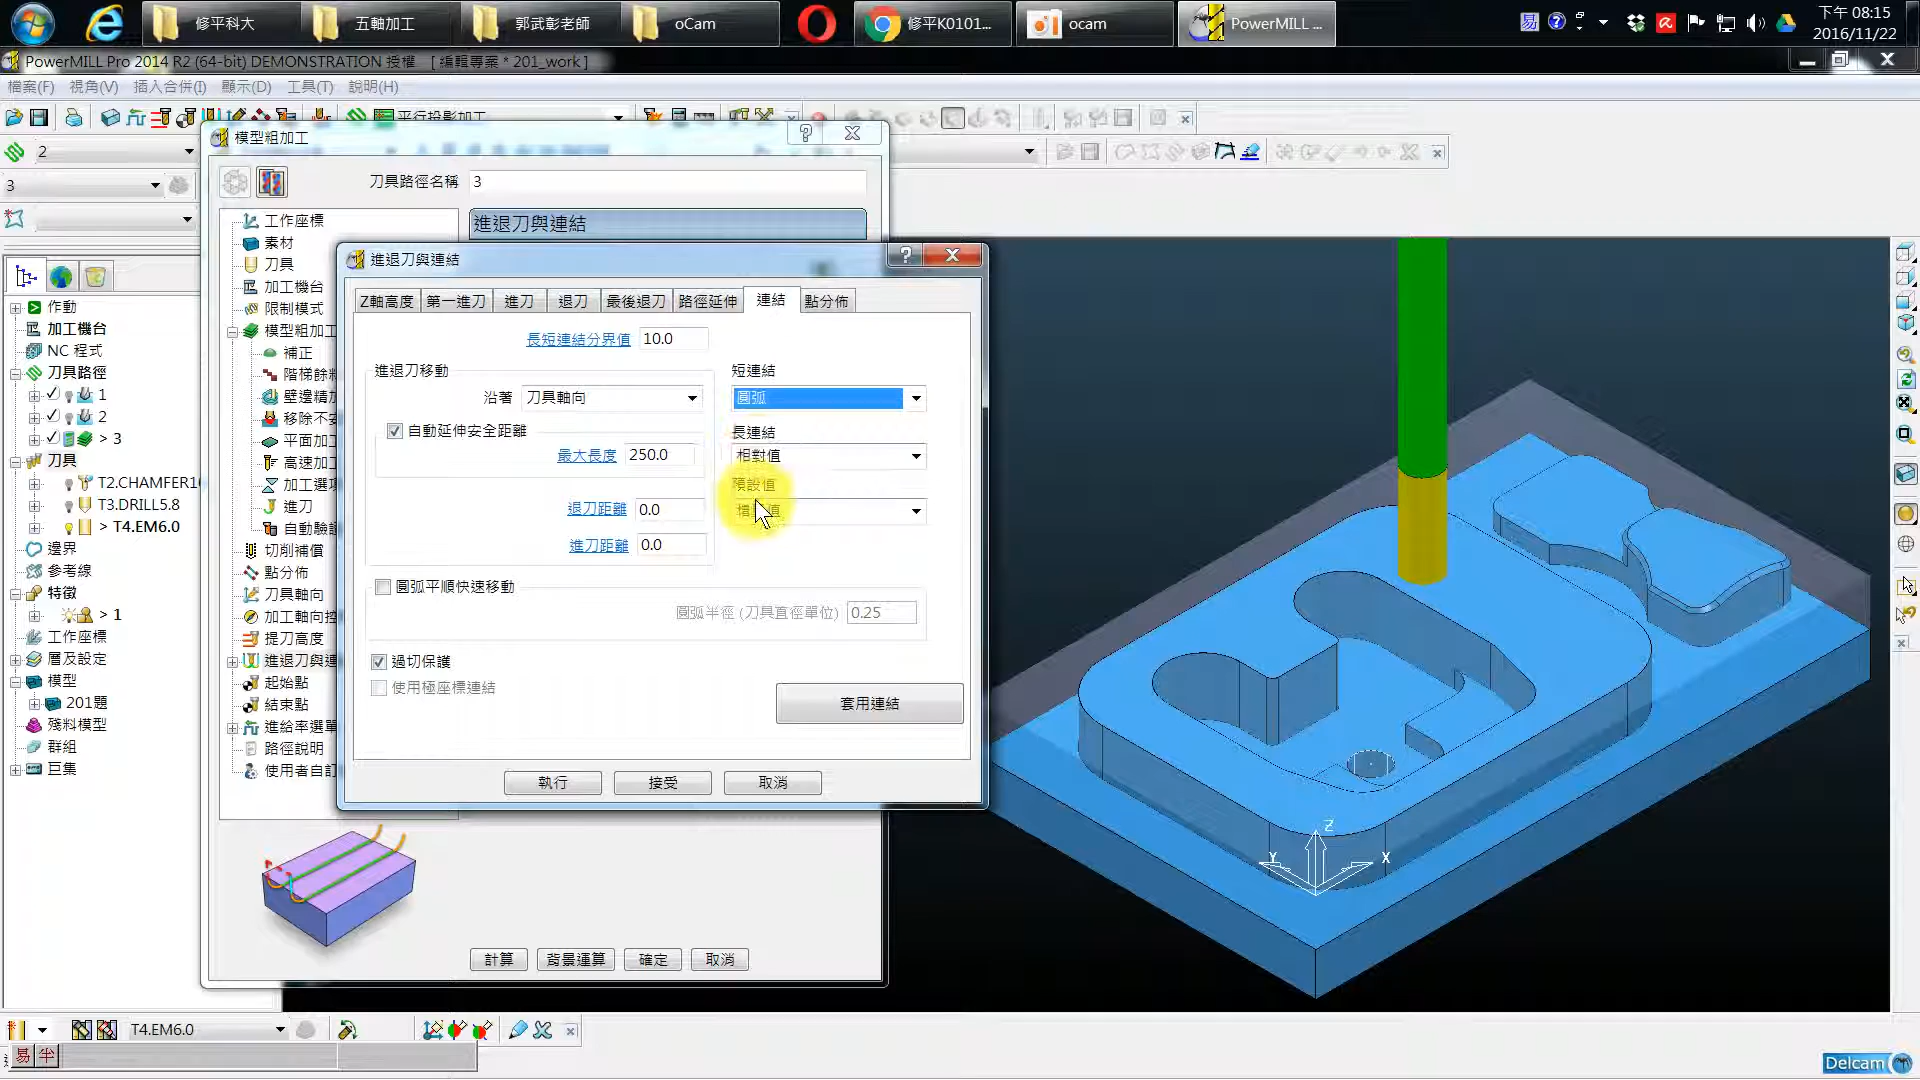 修平科大
五軸加工
郭武彰老師
oCam
修平K0101...
ocam
PowerMILL ...
下午 08:15
2016/11/22
PowerMILL Pro 2014 R2 (64-bit) DEMONSTRATION 授權 [ 編輯專案 * 201_work ]
檔案(F) 視角(V) 插入合併(I) 顯示(D) 工具(T) 說明(H)
平行投影加工
2
3
模型粗加工
刀具路徑名稱 3
進退刀與連結
工作座標
素材
刀具
加工機台
限制模式
模型粗加工
補正
階梯餘
壁邊精
移除不
平面加工
高速加工
加工選
進刀
自動驗
切削補償
點分佈
刀具軸向
加工軸向控
提刀高度
進退刀與連
起始點
結束點
進給率選單
路徑說明
使用者自訂
進退刀與連結
Z軸高度 第一進刀 進刀 退刀 最後退刀 路徑延伸 連結 點分佈
長短連結分界值 10.0
進退刀移動
沿著 刀具軸向
自動延伸安全距離
最大長度 250.0
退刀距離 0.0
進刀距離 0.0
短連結
圓弧
長連結
相對值
預設值
圓弧平順快速移動
圓弧半徑 (刀具直徑單位) 0.25
過切保護
使用極座標連結
套用連結
執行 接受 取消
計算 背景運算 確定 取消
作動
加工機台
NC 程式
刀具路徑
1
2
> 3
刀具
T2.CHAMFER10
T3.DRILL5.8
> T4.EM6.0
邊界
參考線
特徵
> 1
工作座標
層及設定
模型
201題
殘料模型
群組
巨集
Z
Y
X
T4.EM6.0
易 半
Delcam